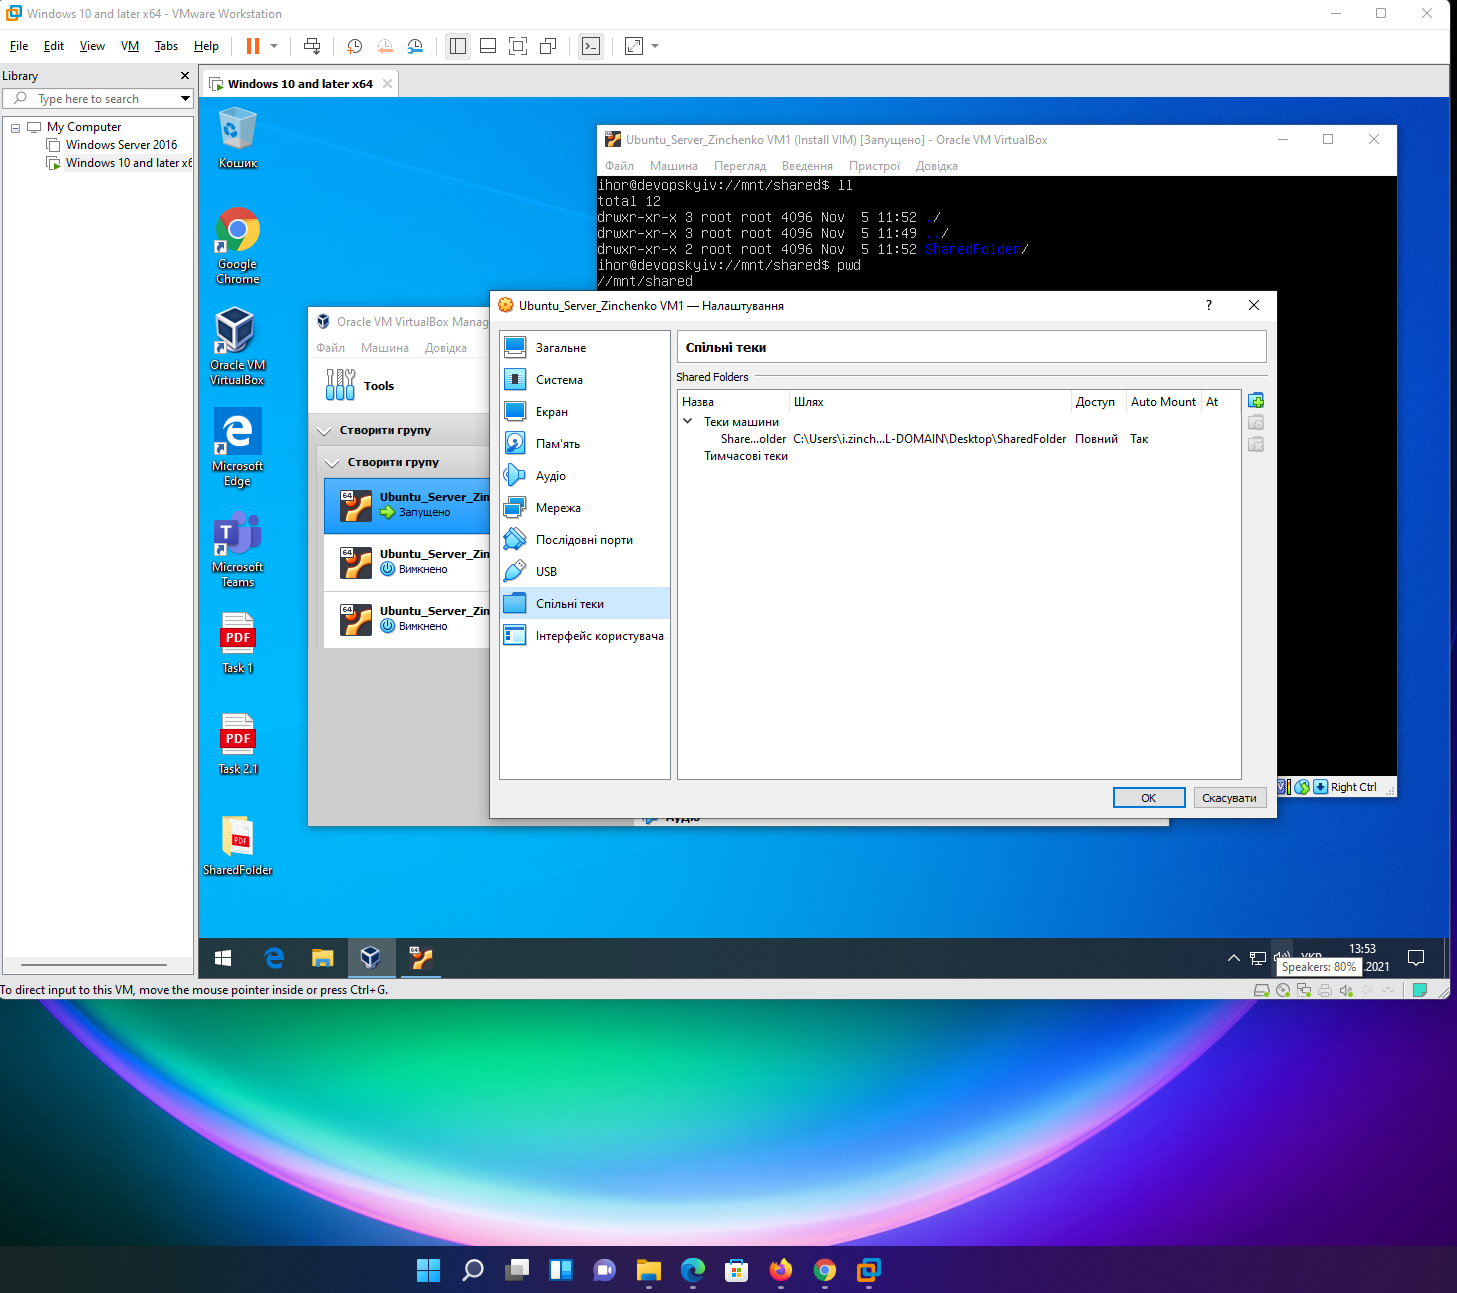 Windows 10 and later x64 - VMware Workstation
File Edit View VM Tabs Help
Library
Type here to search
My Computer
Windows Server 2016
Windows 10 and later x6
Windows 10 and later x64
Кошик
Google Chrome
Oracle VM VirtualBox
Microsoft Edge
Microsoft Teams
PDF
Task 1
PDF
Task 2.1
PDF
SharedFolder
Ubuntu_Server_Zinchenko VM1 (Install VIM) [Запущено] - Oracle VM VirtualBox
Файл Машина Перегляд Введення Пристрої Довідка
ihor@devopskyiv://mnt/shared$ ll
total 12
drwxr-xr-x 3 root root 4096 Nov  5 11:52 ./
drwxr-xr-x 3 root root 4096 Nov  5 11:49 ../
drwxr-xr-x 2 root root 4096 Nov  5 11:52 SharedFolder/
ihor@devopskyiv://mnt/shared$ pwd
//mnt/shared
Right Ctrl
Oracle VM VirtualBox Manag
Файл Машина Довідка
Tools
Створити групу
Створити групу
64
Ubuntu_Server_Zin
Запущено
64
Ubuntu_Server_Zin
Вимкнено
64
Ubuntu_Server_Zin
Вимкнено
Аудіо
Ubuntu_Server_Zinchenko VM1 — Налаштування
?
Загальне
Система
Екран
Пам'ять
Аудіо
Мережа
Послідовні порти
USB
Спільні теки
Інтерфейс користувача
Спільні теки
Shared Folders
Назва Шлях Доступ Auto Mount At
Теки машини
Share...older C:\Users\i.zinch...L-DOMAIN\Desktop\SharedFolder Повний Так
Тимчасові теки
OK Скасувати
УКР
13:53
.2021
Speakers: 80%
To direct input to this VM, move the mouse pointer inside or press Ctrl+G.